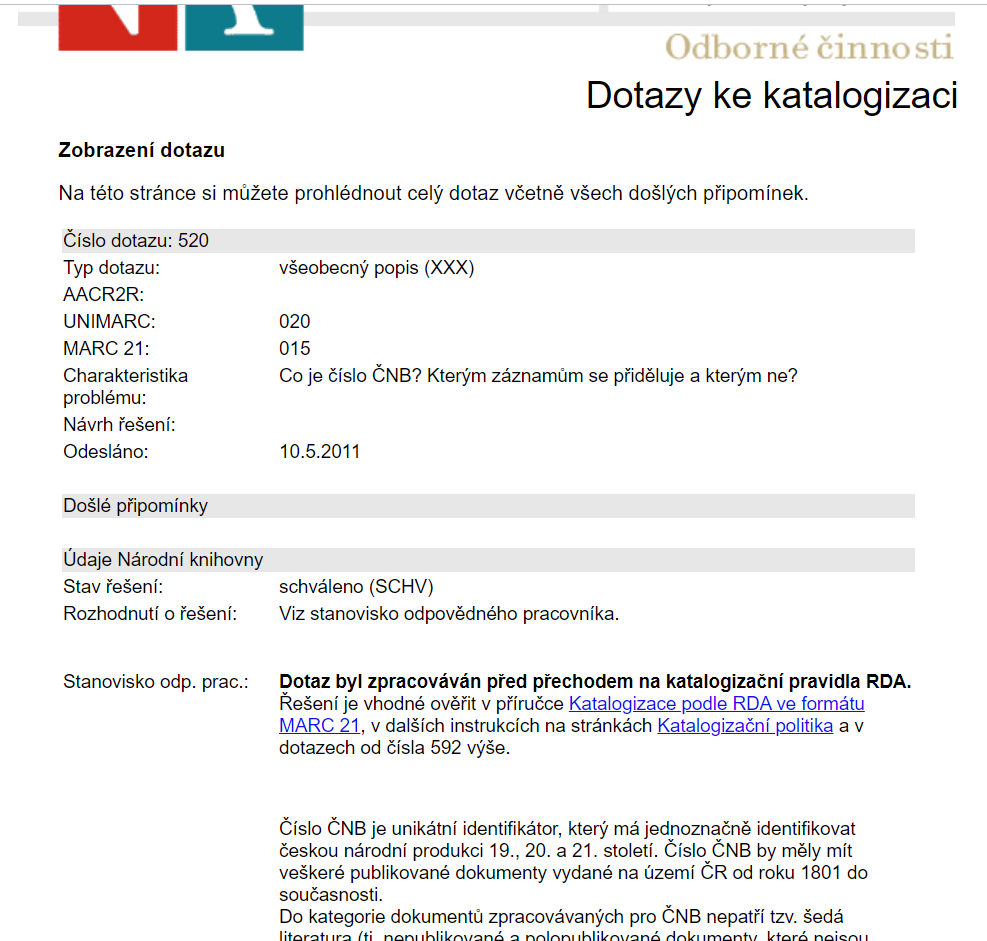 Odborné činnosti
Dotazy ke katalogizaci
Zobrazení dotazu
Na této stránce si můžete prohlédnout celý dotaz včetně všech došlých připomínek.
Číslo dotazu: 520
Typ dotazu: všeobecný popis (XXX)
AACR2R:
UNIMARC: 020
MARC 21: 015
Charakteristika problému: Co je číslo ČNB? Kterým záznamům se přiděluje a kterým ne?
Návrh řešení:
Odesláno: 10.5.2011
Došlé připomínky
Údaje Národní knihovny
Stav řešení: schváleno (SCHV)
Rozhodnutí o řešení: Viz stanovisko odpovědného pracovníka.
Stanovisko odp. prac.: Dotaz byl zpracováván před přechodem na katalogizační pravidla RDA.
Řešení je vhodné ověřit v příručce Katalogizace podle RDA ve formátu
MARC 21, v dalších instrukcích na stránkách Katalogizační politika a v
dotazech od čísla 592 výše.
Číslo ČNB je unikátní identifikátor, který má jednoznačně identifikovat
českou národní produkci 19., 20. a 21. století. Číslo ČNB by měly mít
veškeré publikované dokumenty vydané na území ČR od roku 1801 do
současnosti.
Do kategorie dokumentů zpracovávaných pro ČNB nepatří tzv. šedá
literatura (tj. nepublikované a polopublikované dokumenty, které nejsou